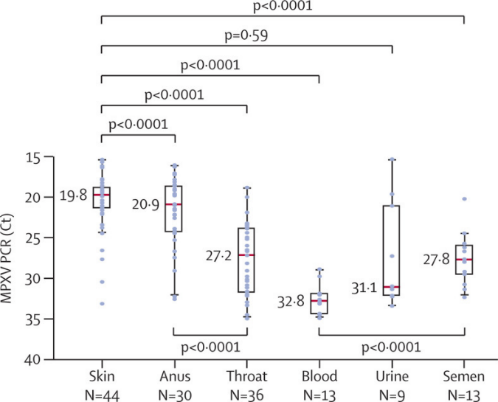 p<0·0001
p=0·59
p<0·0001
p<0·0001
p<0·0001
15
20
25
30
35
40
MPXV PCR (Ct)
19·8
20·9
27·2
32·8
31·1
27·8
p<0·0001
p<0·0001
Skin Anus Throat Blood Urine Semen
N=44 N=30 N=36 N=13 N=9 N=13